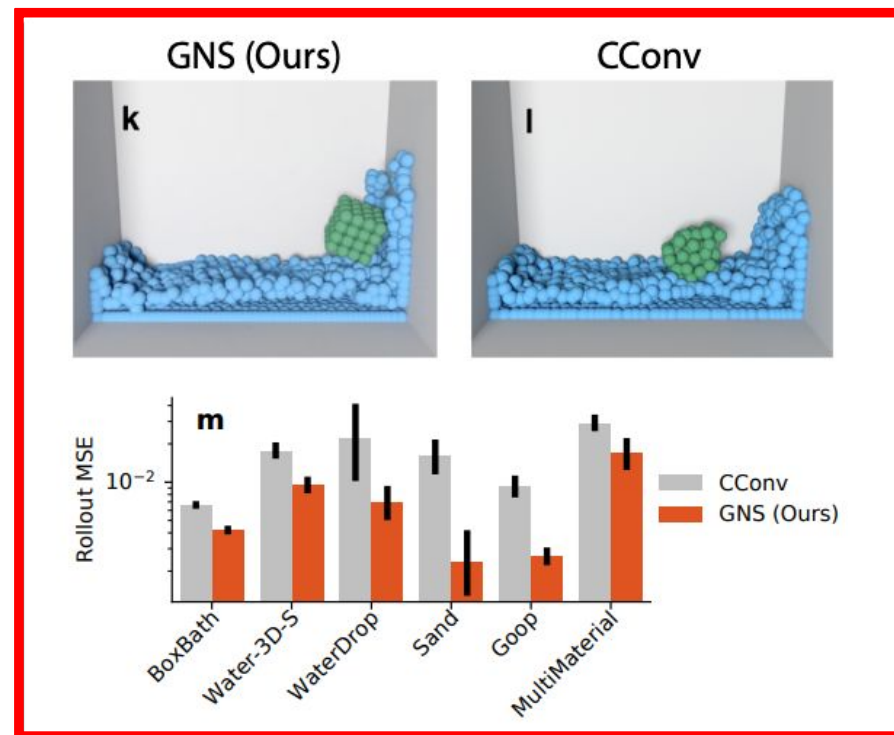 GNS (Ours)
CConv
k
l
m
Rollout MSE
10⁻²
CConv
GNS (Ours)
BoxBath
Water-3D-S
WaterDrop
Sand
Goop
MultiMaterial